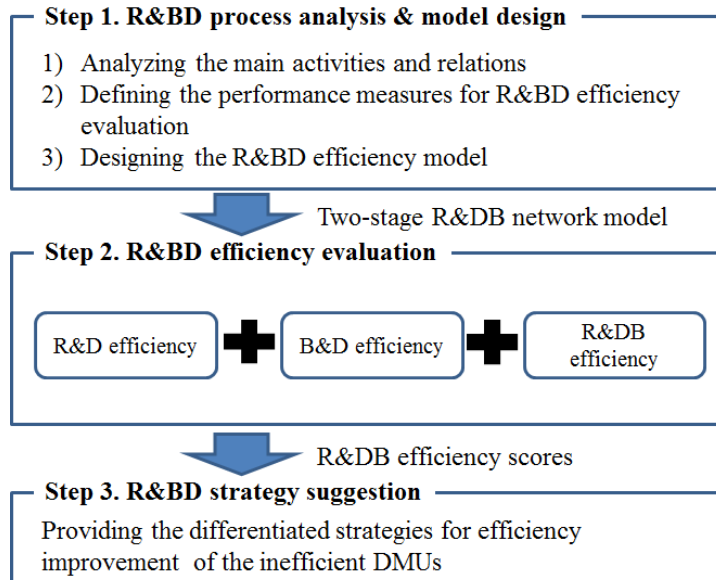 Step 1. R&BD process analysis & model design
1) Analyzing the main activities and relations
2) Defining the performance measures for R&BD efficiency
evaluation
3) Designing the R&BD efficiency model
Two-stage R&DB network model
Step 2. R&BD efficiency evaluation
R&D efficiency
B&D efficiency
R&DB
efficiency
R&DB efficiency scores
Step 3. R&BD strategy suggestion
Providing the differentiated strategies for efficiency
improvement of the inefficient DMUs